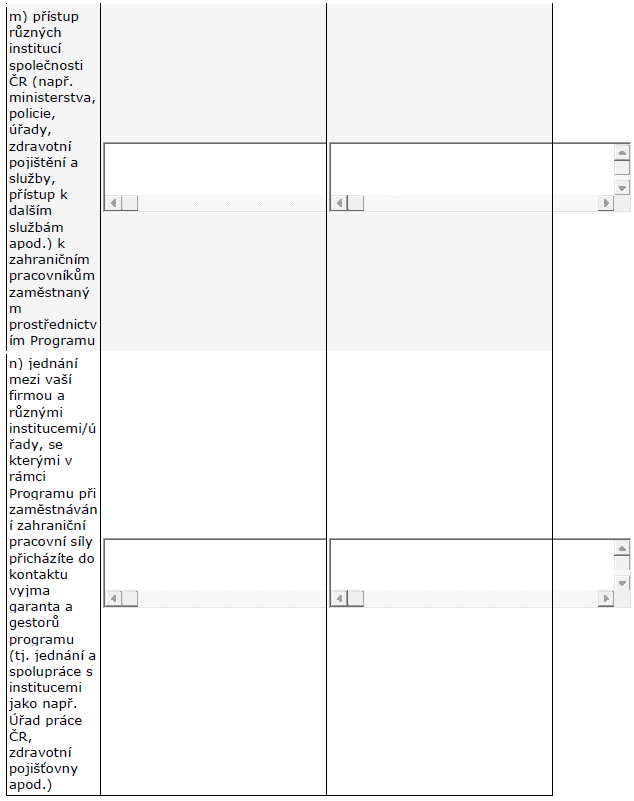 m) přístup
různých
institucí
společnosti
ČR (např.
ministerstva,
policie,
úřady,
zdravotní
pojištění a
služby,
přístup k
dalším
službám
apod.) k
zahraničním
pracovníkům
zaměstnaný
m
prostřednictv
ím Programu
n) jednání
mezi vaší
firmou a
různými
institucemi/ú
řady, se
kterými v
rámci
Programu při
zaměstnáván
í zahraniční
pracovní síly
přicházíte do
kontaktu
vyjma
garanta a
gestorů
programu
(tj. jednání a
spolupráce s
institucemi
jako např.
Úřad práce
ČR,
zdravotní
pojišťovny
apod.)